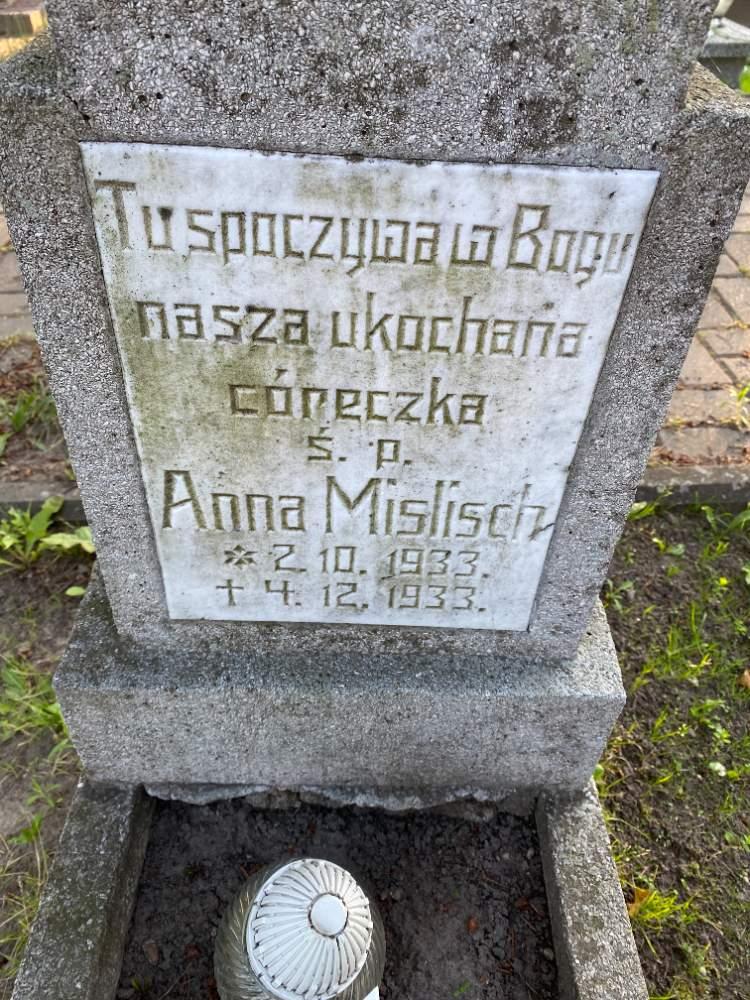 Tu spoczywa w Bogu
nasza ukochana
córeczka
ś. p.
Anna Mislisch
* 2. 10. 1933.
† 4. 12. 1933.